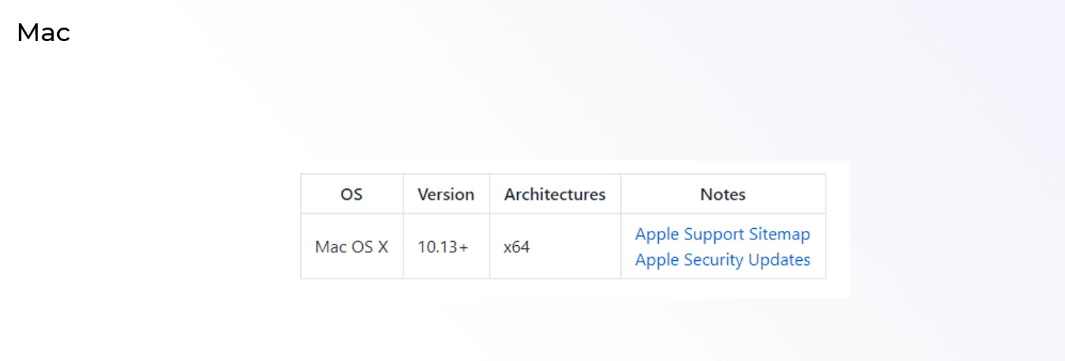 Mac
OS Version Architectures Notes
Mac OS X 10.13+ x64 Apple Support Sitemap
Apple Security Updates